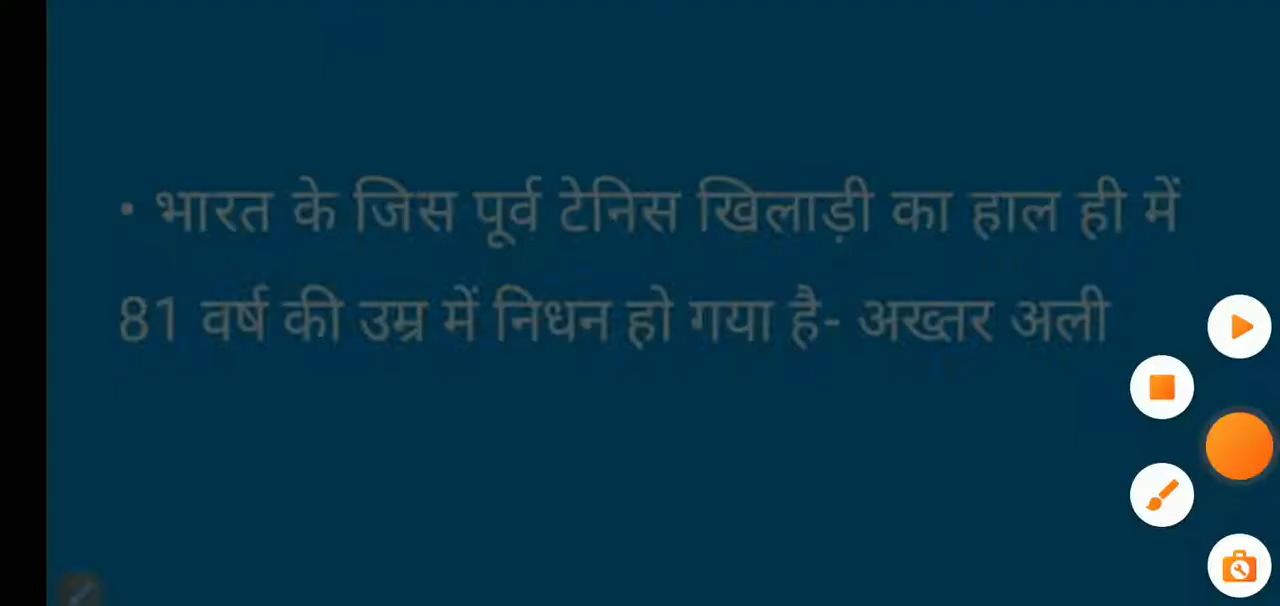 • भारत के जिस पूर्व टेनिस खिलाड़ी का हाल ही में
81 वर्ष की उम्र में निधन हो गया है- अख्तर अली